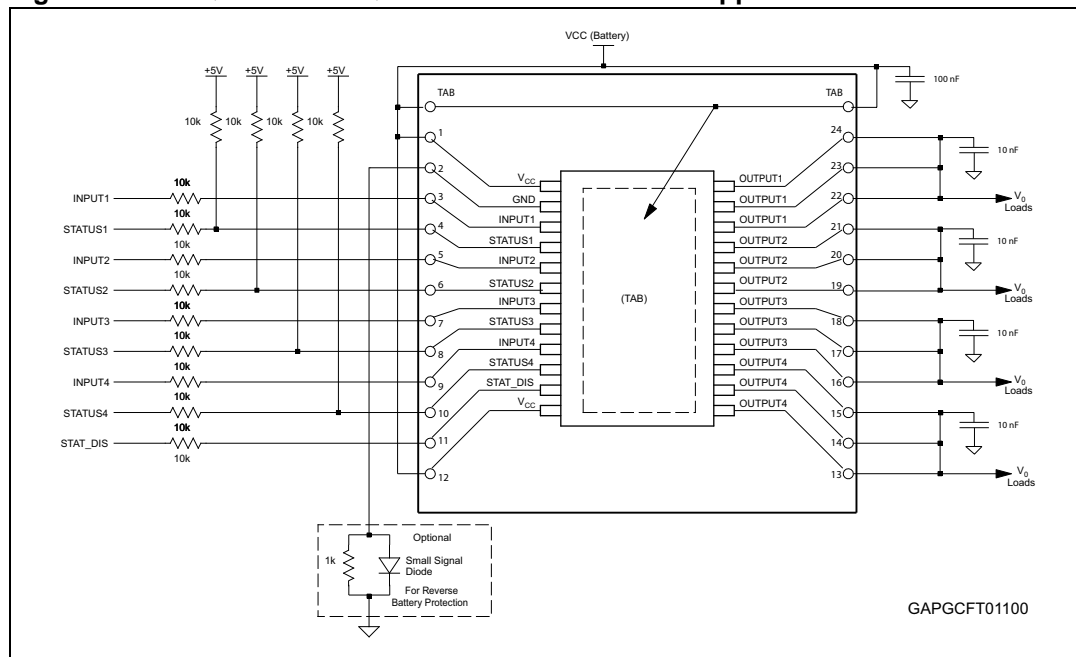 VCC (Battery)
+5V +5V +5V +5V
100 nF
TAB TAB
10k 10k 10k 10k
1 24
10 nF
2 23
VCC OUTPUT1
10k
INPUT1 3 GND OUTPUT1 22 V0
Loads
10k
INPUT1 OUTPUT1
STATUS1 4 21
10k
STATUS1 OUTPUT2
10 nF
INPUT2 5 INPUT2 OUTPUT2 20
10k
STATUS2 6 STATUS2 OUTPUT2 19 V0
Loads
10k
INPUT3 (TAB) OUTPUT3
INPUT3 7 18
10k
STATUS3 OUTPUT3
10 nF
STATUS3 8 17
INPUT4 OUTPUT3
10k
INPUT4 9 16 V0
Loads
STATUS4 OUTPUT4
10k
STAT_DIS OUTPUT4
STATUS4 10 15
10k
VCC OUTPUT4
10 nF
STAT_DIS 11 14
10k
12 13 V0
Loads
Optional
1k Small Signal
Diode
For Reverse
Battery Protection
GAPGCFT01100